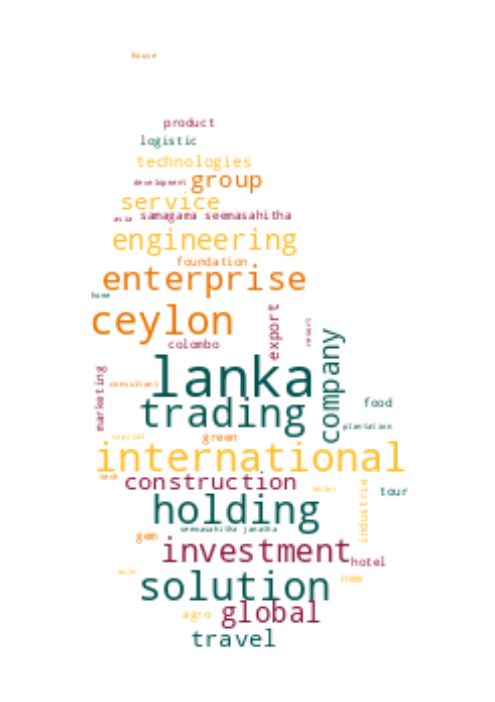 house
product
logistic
technologies
development group
service
asia samagama seemasahitha
engineering
foundation
enterprise
home
ceylon
export
resort
colombo
company
lanka
marketing
consultant
trading
food
plantation
capital
green
international
tech
construction
motor
industrie
tour
holding
seemasahitha janatha
gem
investment
hotel
auto
new
solution
agro
global
travel